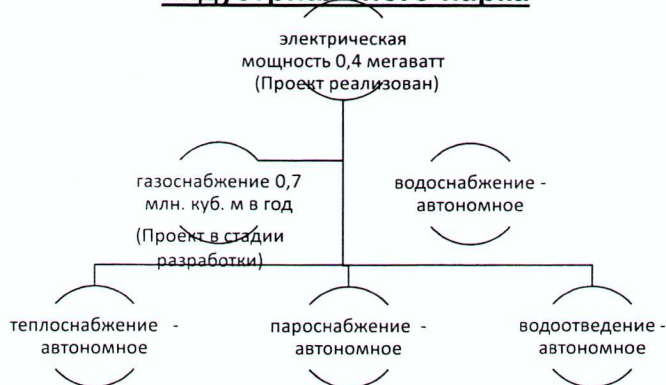 парка
электрическая
мощность 0,4 мегаватт
(Проект реализован)
газоснабжение 0,7
млн. куб. м в год
(Проект в стадии
разработки)
водоснабжение -
автономное
теплоснабжение -
автономное
пароснабжение -
автономное
водоотведение -
автономное